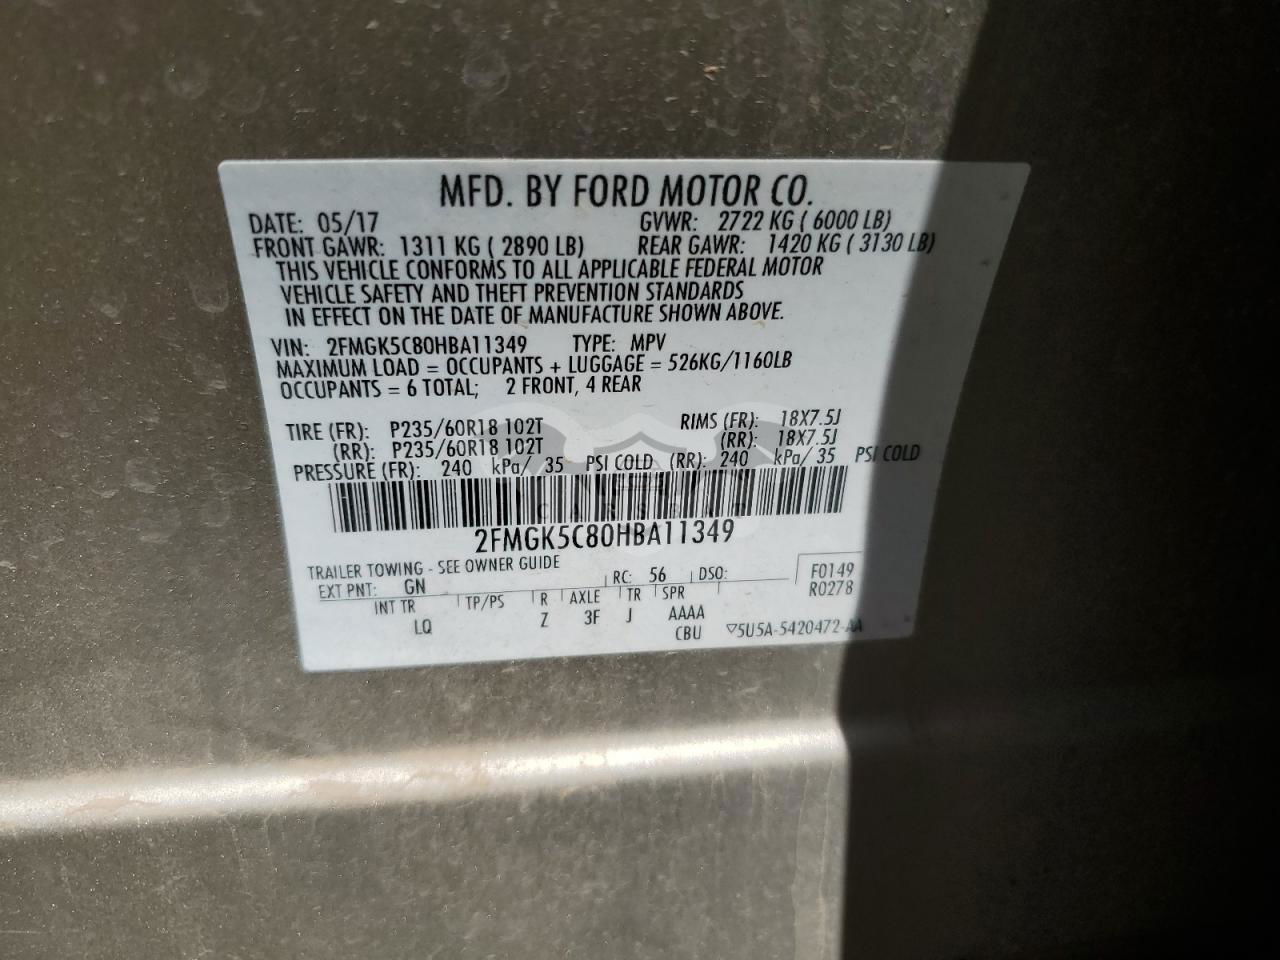 MFD. BY FORD MOTOR CO.
DATE: 05/17 GVWR: 2722 KG ( 6000 LB)
FRONT GAWR: 1311 KG ( 2890 LB) REAR GAWR: 1420 KG ( 3130 LB)
THIS VEHICLE CONFORMS TO ALL APPLICABLE FEDERAL MOTOR
VEHICLE SAFETY AND THEFT PREVENTION STANDARDS
IN EFFECT ON THE DATE OF MANUFACTURE SHOWN ABOVE.
VIN: 2FMGK5C80HBA11349 TYPE: MPV
MAXIMUM LOAD = OCCUPANTS + LUGGAGE = 526KG/1160LB
OCCUPANTS = 6 TOTAL; 2 FRONT, 4 REAR
TIRE (FR): P235/60R18 102T RIMS (FR): 18X7.5J
(RR): P235/60R18 102T (RR): 18X7.5J
PRESSURE (FR): 240 kPa/ 35 PSI COLD (RR): 240 kPa/ 35 PSI COLD
2FMGK5C80HBA11349
TRAILER TOWING - SEE OWNER GUIDE
EXT PNT: GN RC: 56 DSO: F0149
R0278
INT TR TP/PS R AXLE TR SPR
LQ Z 3F J AAAA
CBU 5U5A-5420472-AA